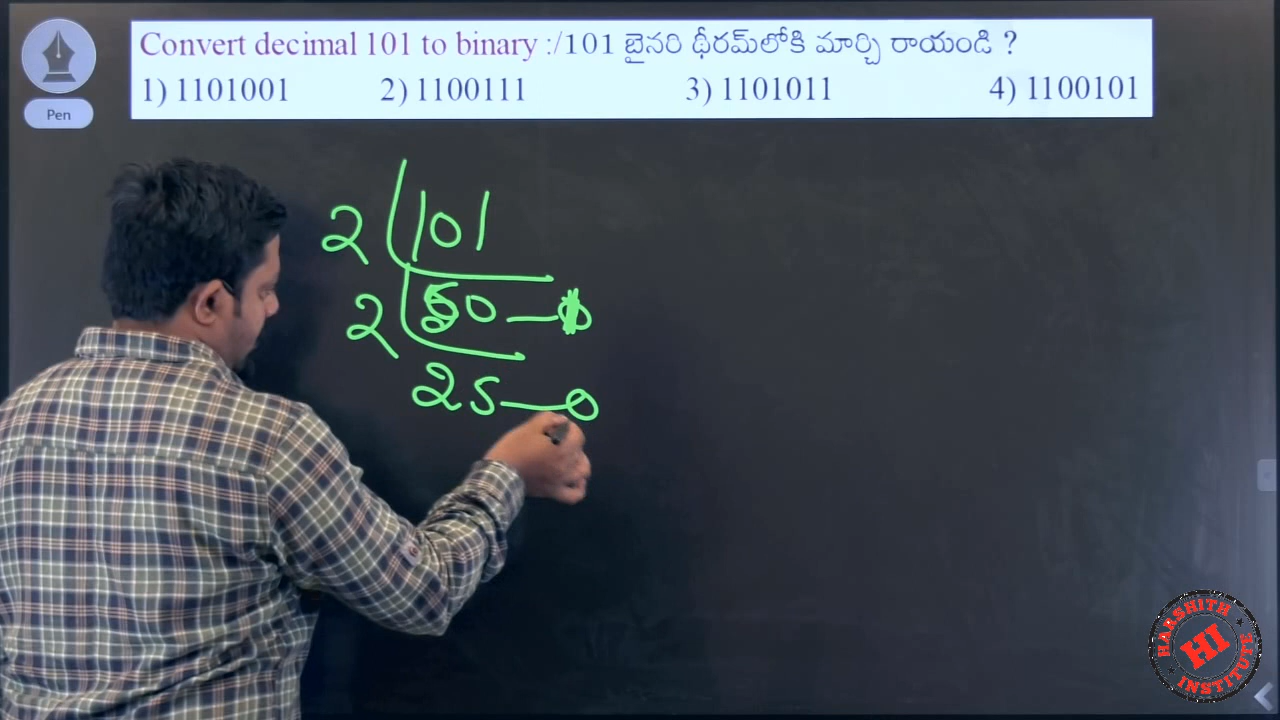 Convert decimal 101 to binary :/101 బైనరి థీరమ్‌లోకి మార్చి రాయండి ?
1) 1101001 2) 1100111 3) 1101011 4) 1100101
Pen
2 101
2 50 —
25 — 0
HARSHITH
HI
INSTITUTE